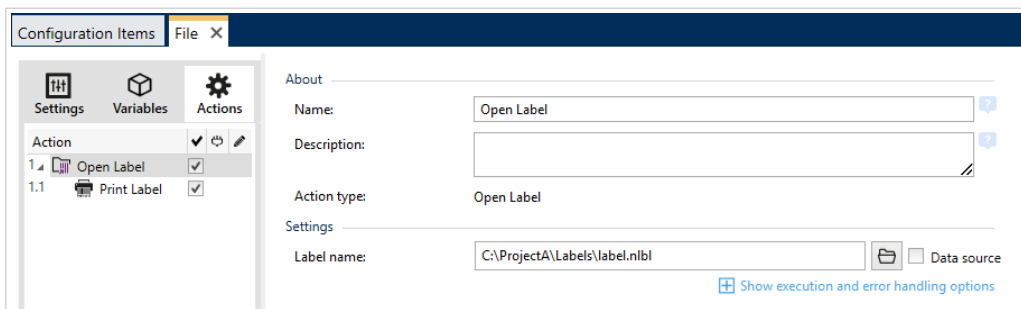 Configuration Items File
Settings Variables Actions
Action
1 Open Label
1.1 Print Label
About
Name: Open Label
Description:
Action type: Open Label
Settings
Label name: C:\ProjectA\Labels\label.nlbl Data source
Show execution and error handling options